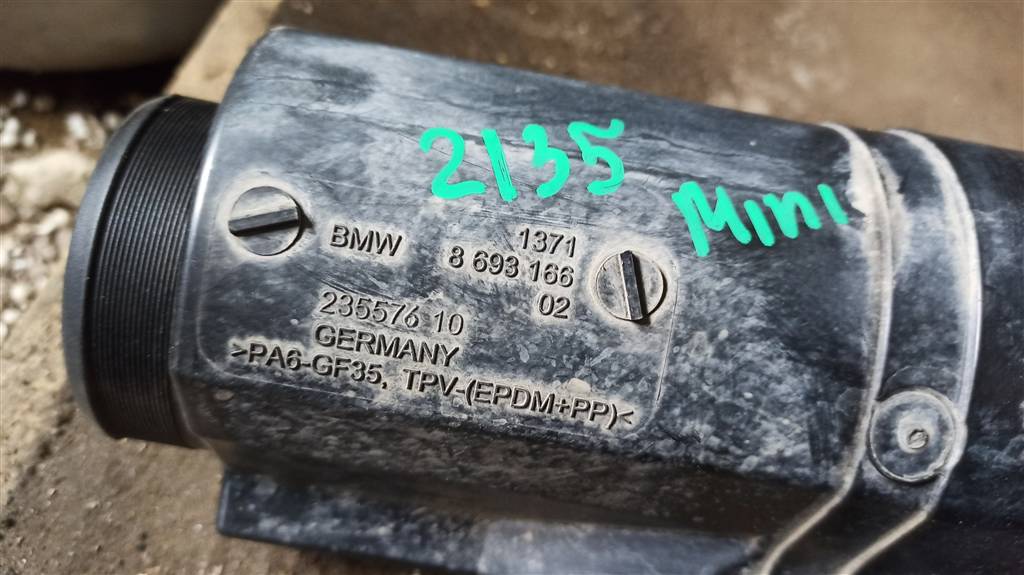 2135
Mini
BMW
1371
8 693 166
02
235576 10
GERMANY
>PA6-GF35, TPV-(EPDM+PP)<